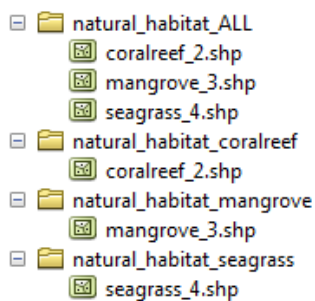 natural_habitat_ALL
coralreef_2.shp
mangrove_3.shp
seagrass_4.shp
natural_habitat_coralreef
coralreef_2.shp
natural_habitat_mangrove
mangrove_3.shp
natural_habitat_seagrass
seagrass_4.shp